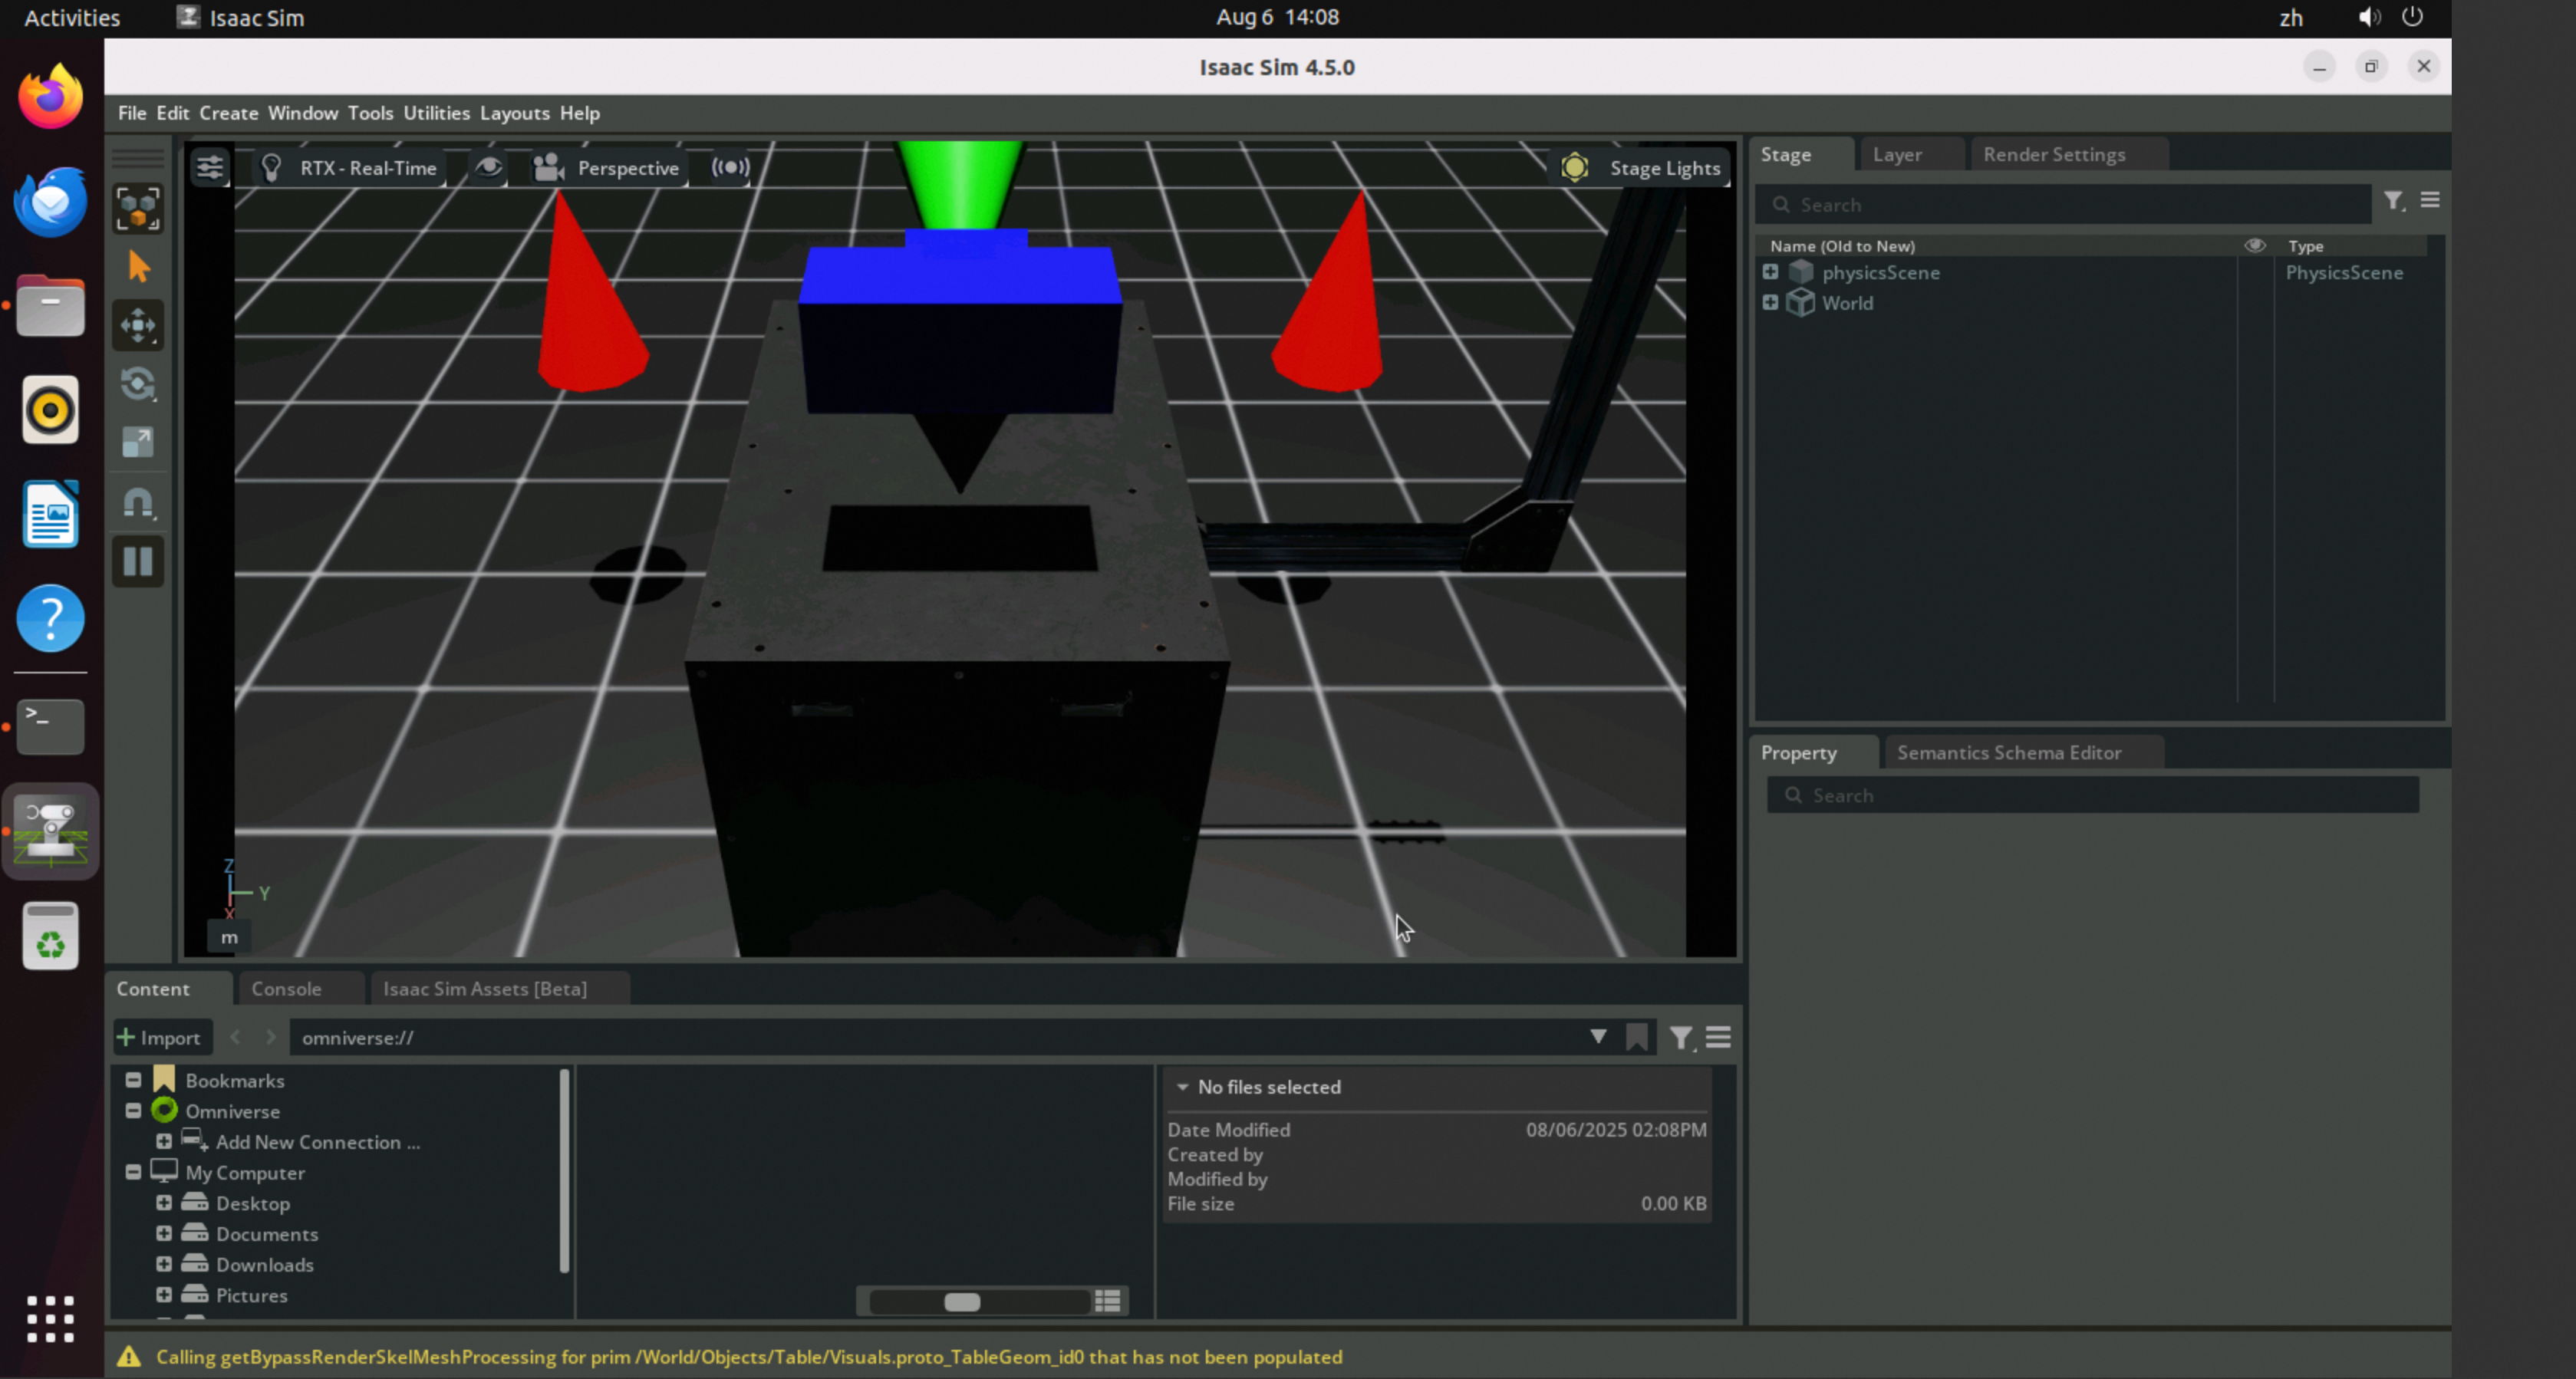 Activities Isaac Sim Aug 6 14:08 zh
Isaac Sim 4.5.0
File Edit Create Window Tools Utilities Layouts Help
RTX - Real-Time Perspective Stage Lights
Z
Y
X
m
Stage Layer Render Settings
Search
Name (Old to New) Type
physicsScene PhysicsScene
World
Property Semantics Schema Editor
Search
Content Console Isaac Sim Assets [Beta]
Import omniverse://
Bookmarks
Omniverse
Add New Connection ...
My Computer
Desktop
Documents
Downloads
Pictures
No files selected
Date Modified 08/06/2025 02:08PM
Created by
Modified by
File size 0.00 KB
Calling getBypassRenderSkelMeshProcessing for prim /World/Objects/Table/Visuals.proto_TableGeom_id0 that has not been populated